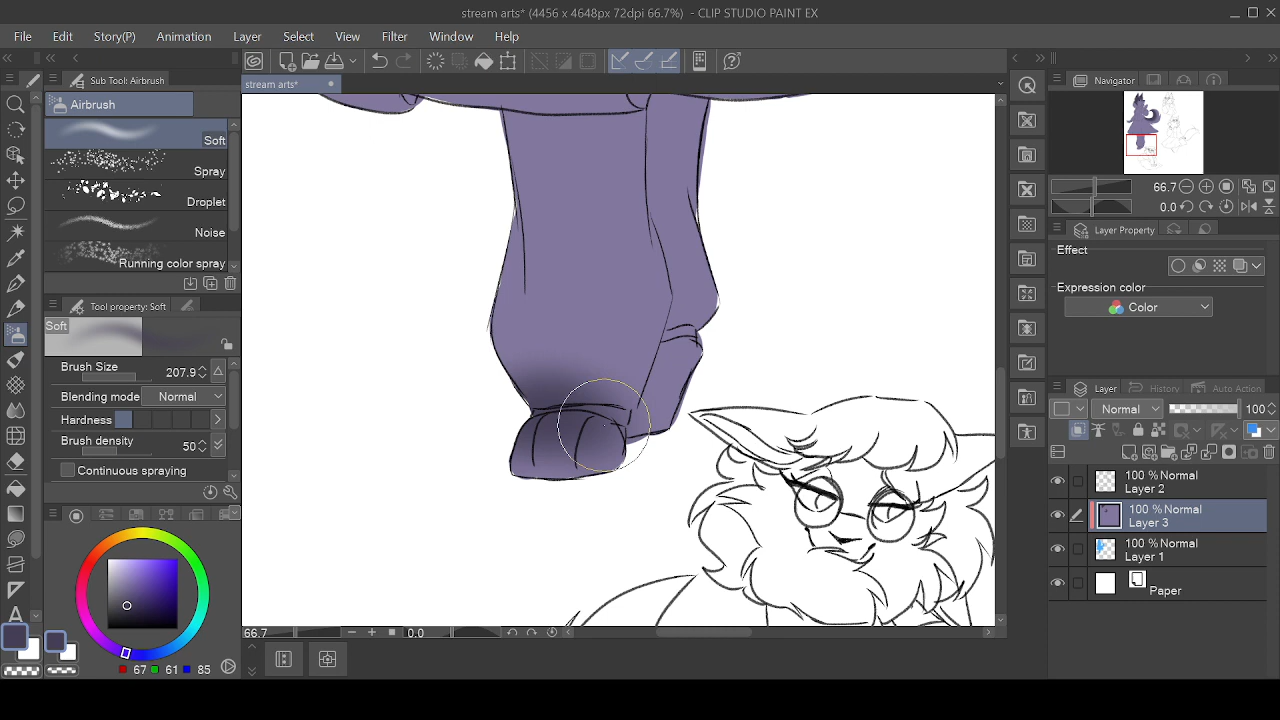 stream arts* (4456 x 4648px 72dpi 66.7%) - CLIP STUDIO PAINT EX
File Edit Story(P) Animation Layer Select View Filter Window Help
Sub Tool: Airbrush
Airbrush
Soft
Spray
Droplet
Noise
Running color spray
Tool property: Soft
Soft
Brush Size 207.9
Blending mode Normal
Hardness
Brush density 50
Continuous spraying
67 61 85
A
stream arts*
66.7 0.0
Navigator
66.7
0.0
Layer Property
Effect
Expression color
Color
Layer History Auto Action
Normal 100
100 % Normal
Layer 2
100 % Normal
Layer 3
100 % Normal
Layer 1
Paper